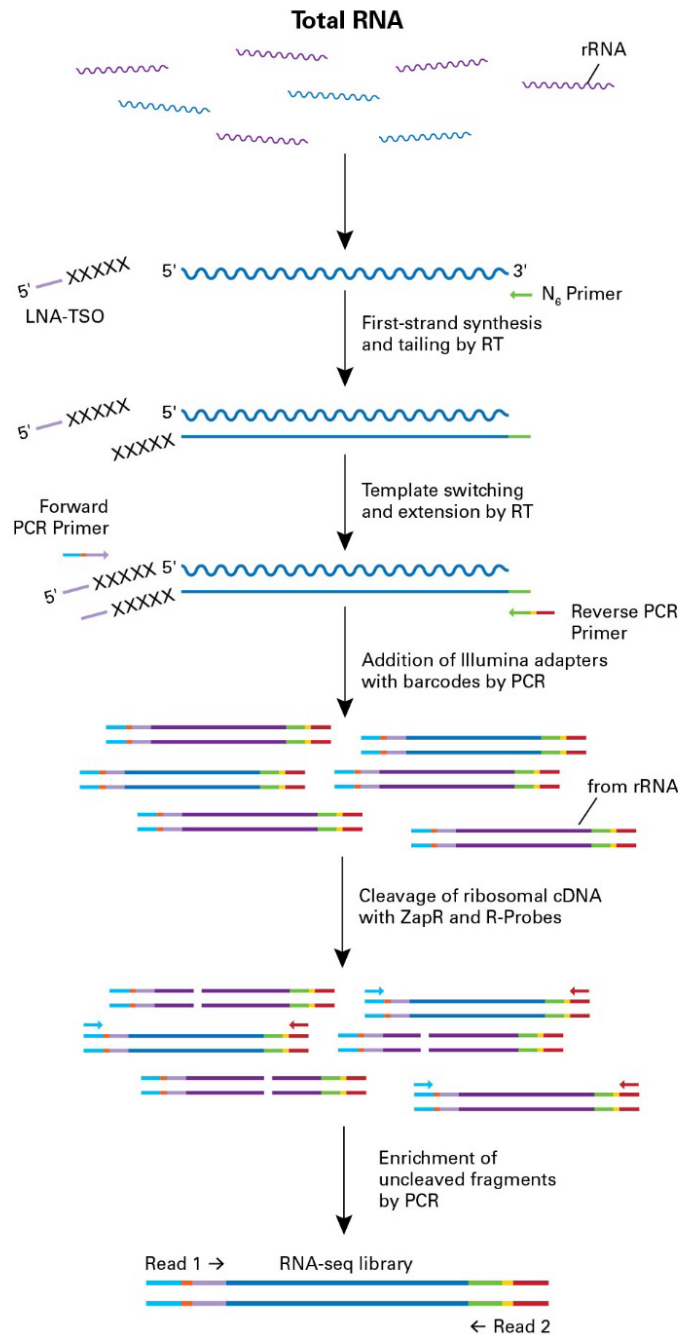 Total RNA
rRNA
5'
XXXXX
LNA-TSO
5'
3'
N₆ Primer
First-strand synthesis
and tailing by RT
5'
XXXXX
5'
XXXXX
Template switching
and extension by RT
Forward
PCR Primer
5'
XXXXX
5'
XXXXX
Reverse PCR
Primer
Addition of Illumina adapters
with barcodes by PCR
from rRNA
Cleavage of ribosomal cDNA
with ZapR and R-Probes
Enrichment of
uncleaved fragments
by PCR
Read 1 →
RNA-seq library
← Read 2